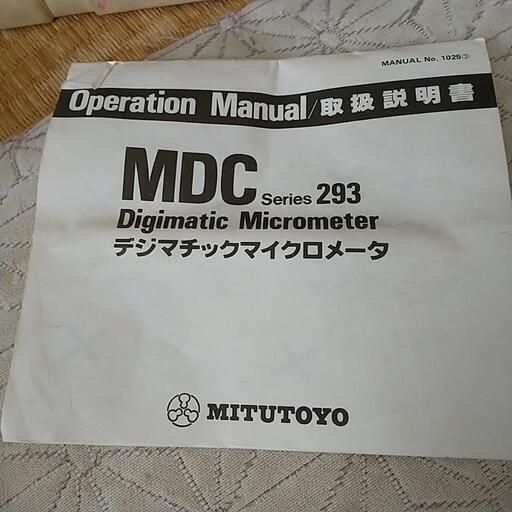 MANUAL No. 1025③
Operation Manual/取扱説明書
MDC Series 293
Digimatic Micrometer
デジマチックマイクロメータ
MITUTOYO